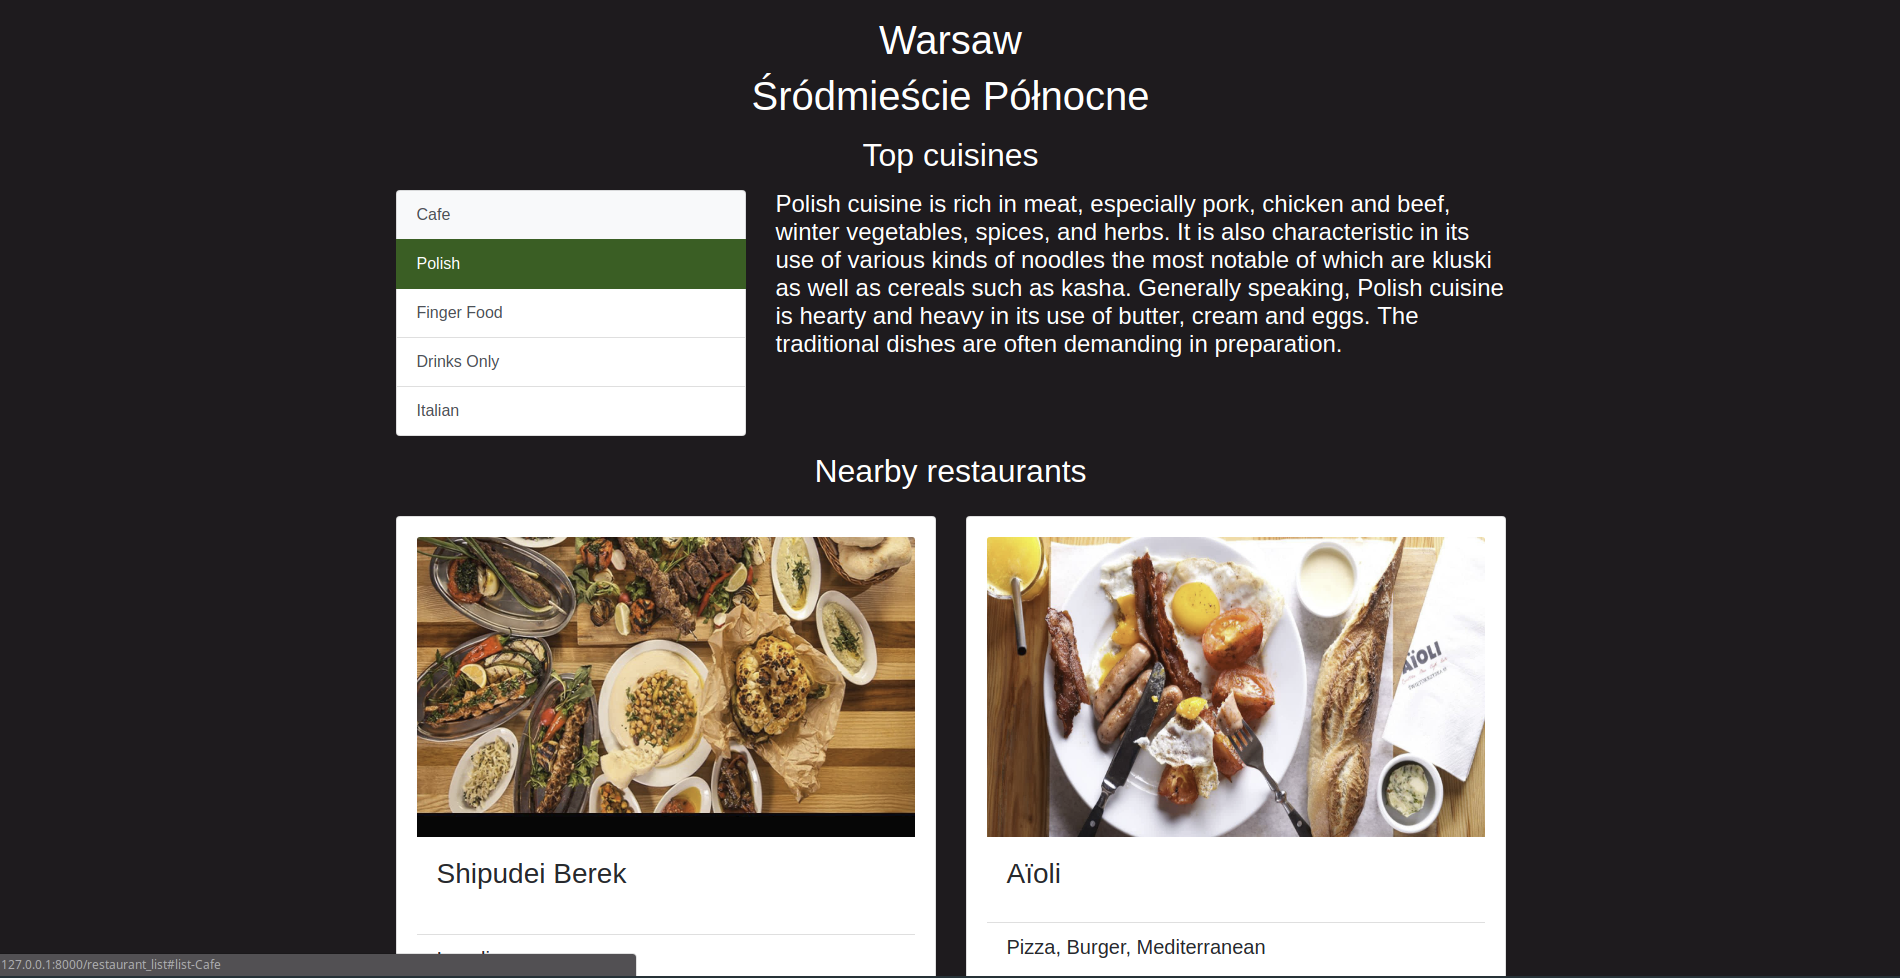 Warsaw
Śródmieście Północne
Top cuisines
Cafe
Polish
Finger Food
Drinks Only
Italian
Polish cuisine is rich in meat, especially pork, chicken and beef,
winter vegetables, spices, and herbs. It is also characteristic in its
use of various kinds of noodles the most notable of which are kluski
as well as cereals such as kasha. Generally speaking, Polish cuisine
is hearty and heavy in its use of butter, cream and eggs. The
traditional dishes are often demanding in preparation.
Nearby restaurants
AïOLI
Shipudei Berek
Aïoli
Pizza, Burger, Mediterranean
127.0.0.1:8000/restaurant_list#list-Cafe